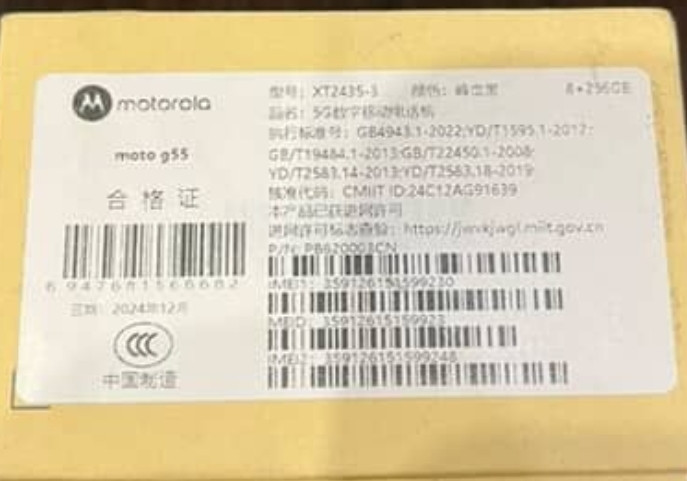 motorola
moto g55
合格证
6 947681566682
日期：2024年12月
CCC
中国制造
型号：XT2435-3 颜色： 8+256GB
品名：5G数字移动电话机
执行标准号：GB4943.1-2022;YD/T1595.1-2012;
GB/T19484.1-2013;GB/T22450.1-2008;
YD/T2583.14-2013;YD/T2583.18-2019
核准代码：CMIIT ID:24C12AG91639
本产品已获进网许可
进网许可标志查验：https://jwxkjwgl.miit.gov.cn
P/N: PB620003CN
IMEI1: 359126151599230
MEID: 35912615159923
IMEI2: 359126151599248